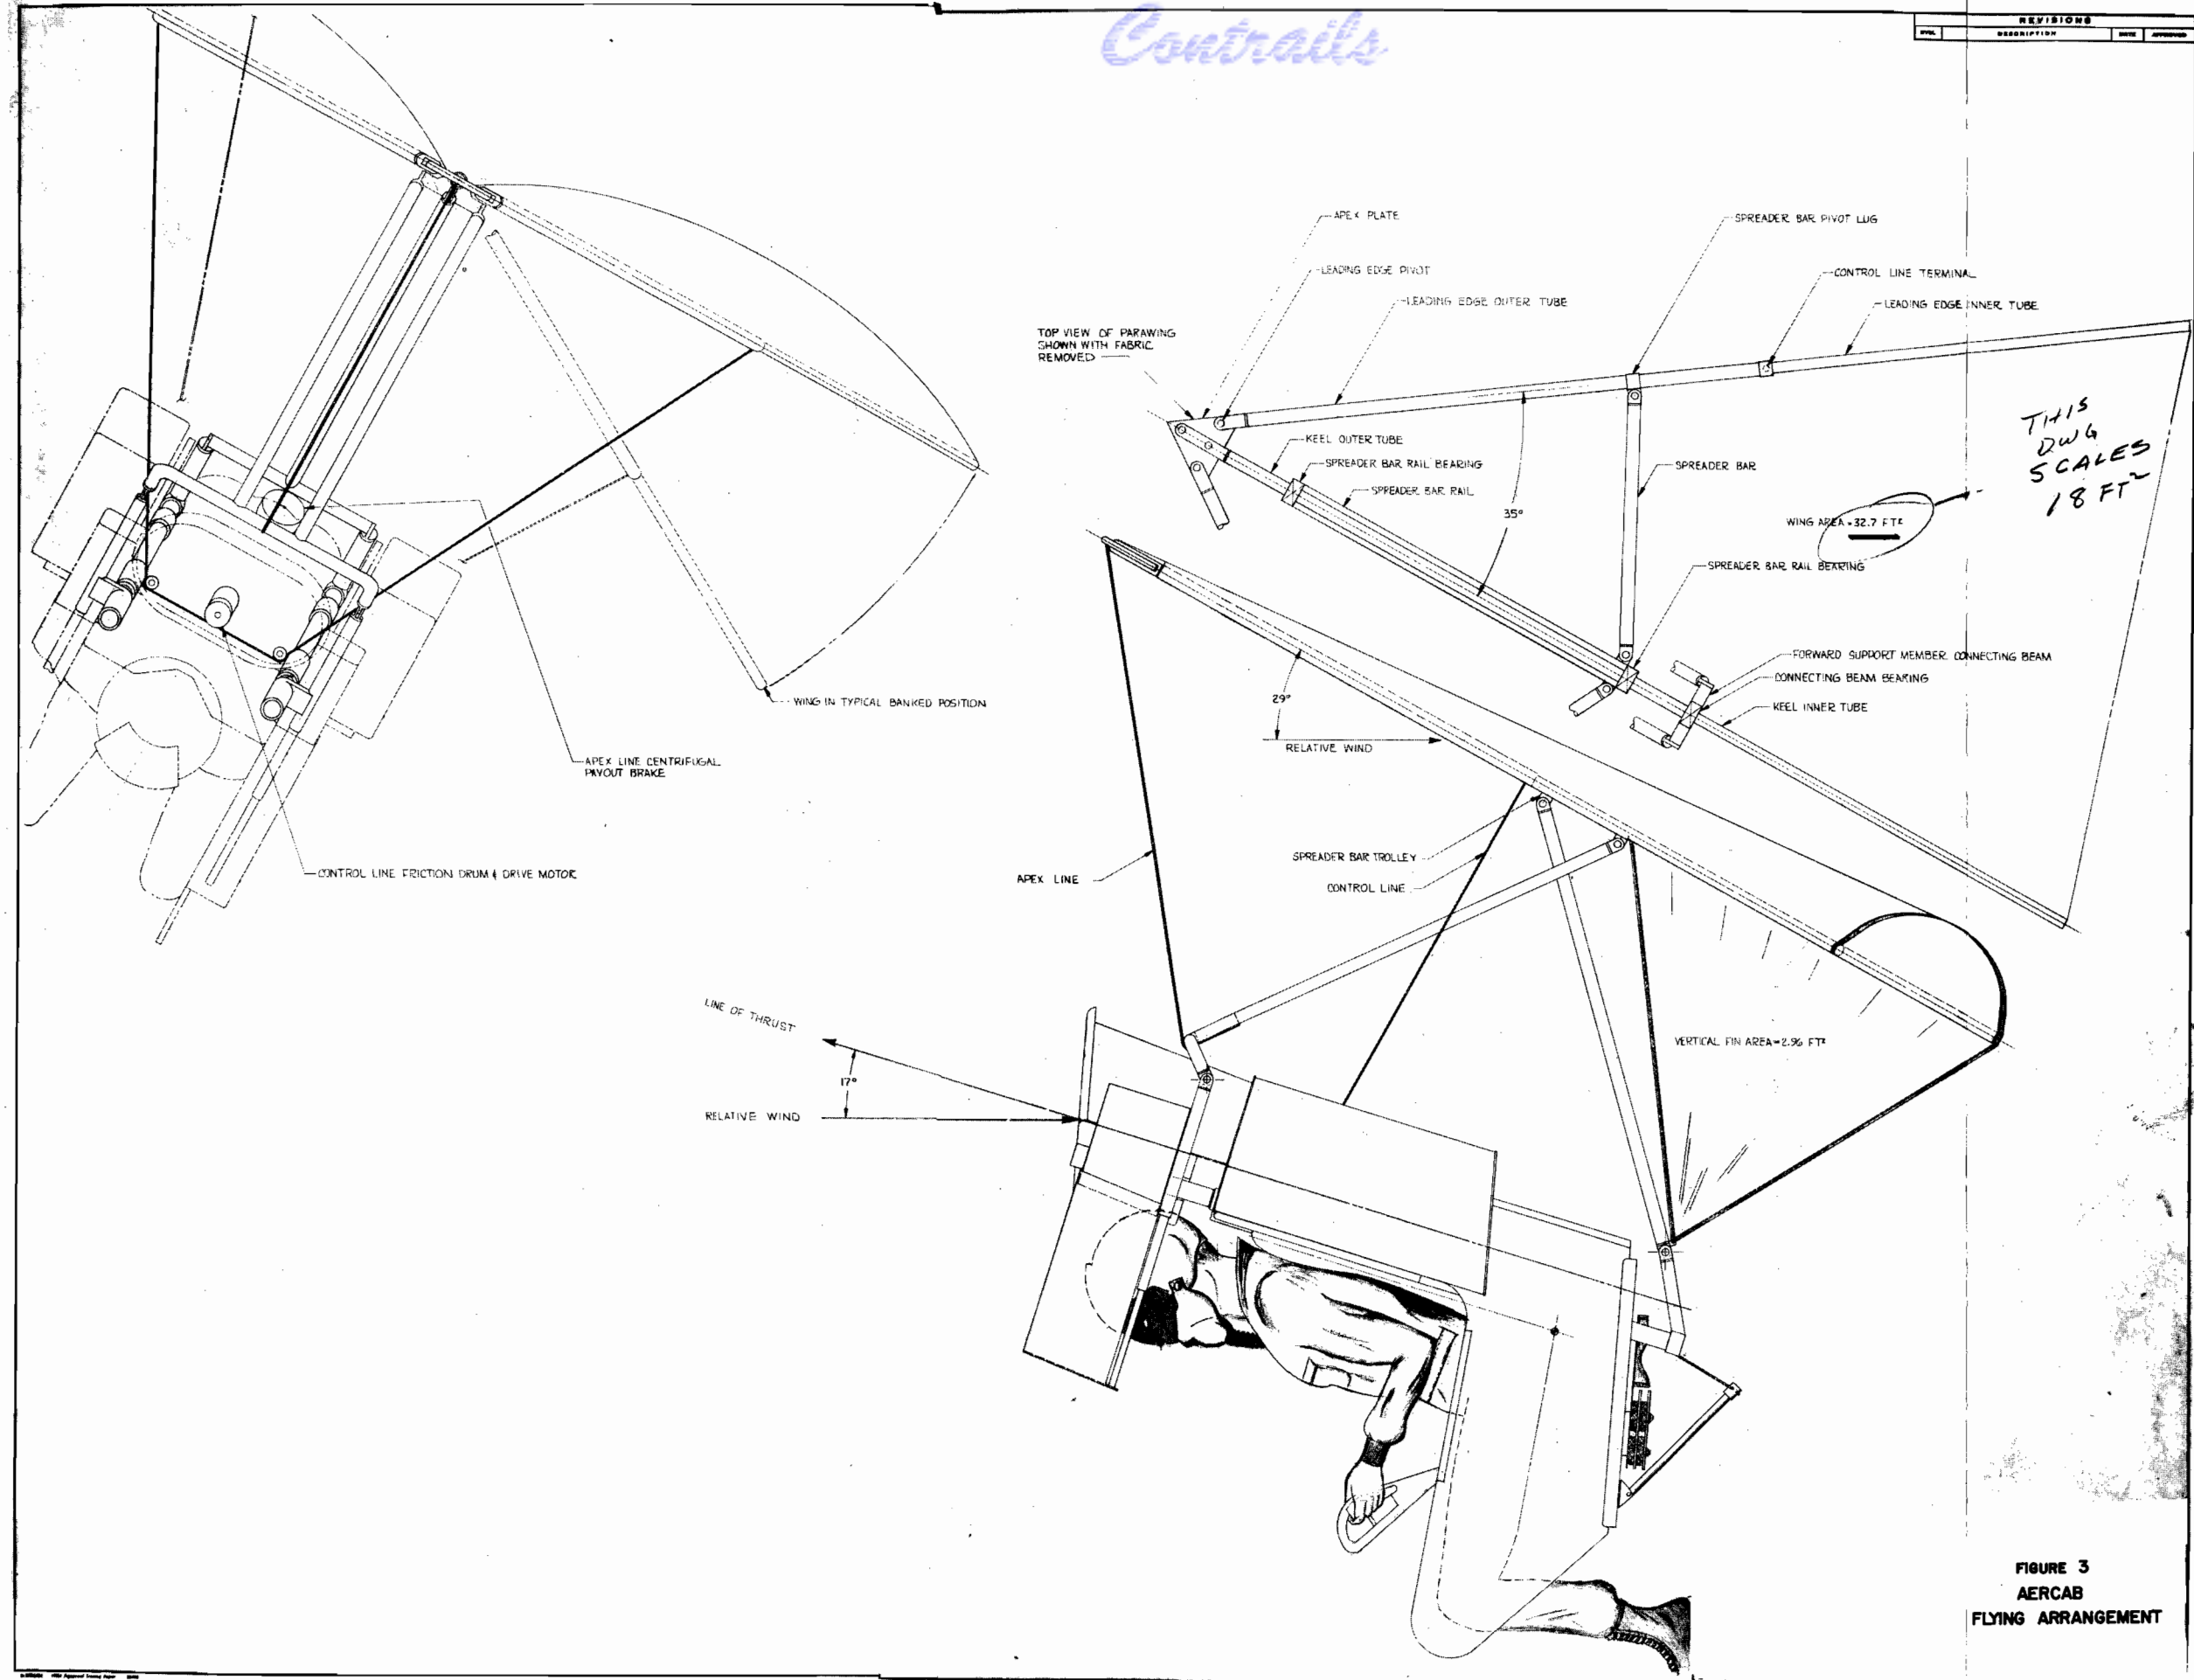 Contrails
REVISIONS
SYM. DESCRIPTION DATE APPROVED
APEX PLATE
SPREADER BAR PIVOT LUG
LEADING EDGE PIVOT
CONTROL LINE TERMINAL
LEADING EDGE OUTER TUBE
LEADING EDGE INNER TUBE
TOP VIEW OF PARAWING
SHOWN WITH FABRIC
REMOVED
THIS
DWG
SCALES
18 FT²
KEEL OUTER TUBE
SPREADER BAR RAIL BEARING
SPREADER BAR
SPREADER BAR RAIL
35°
WING AREA = 32.7 FT²
SPREADER BAR RAIL BEARING
FORWARD SUPPORT MEMBER CONNECTING BEAM
CONNECTING BEAM BEARING
KEEL INNER TUBE
29°
RELATIVE WIND
WING IN TYPICAL BANKED POSITION
APEX LINE CENTRIFUGAL
PAYOUT BRAKE
CONTROL LINE FRICTION DRUM & DRIVE MOTOR
SPREADER BAR TROLLEY
APEX LINE
CONTROL LINE
LINE OF THRUST
17°
RELATIVE WIND
VERTICAL FIN AREA = 2.96 FT²
FIGURE 3
AERCAB
FLYING ARRANGEMENT